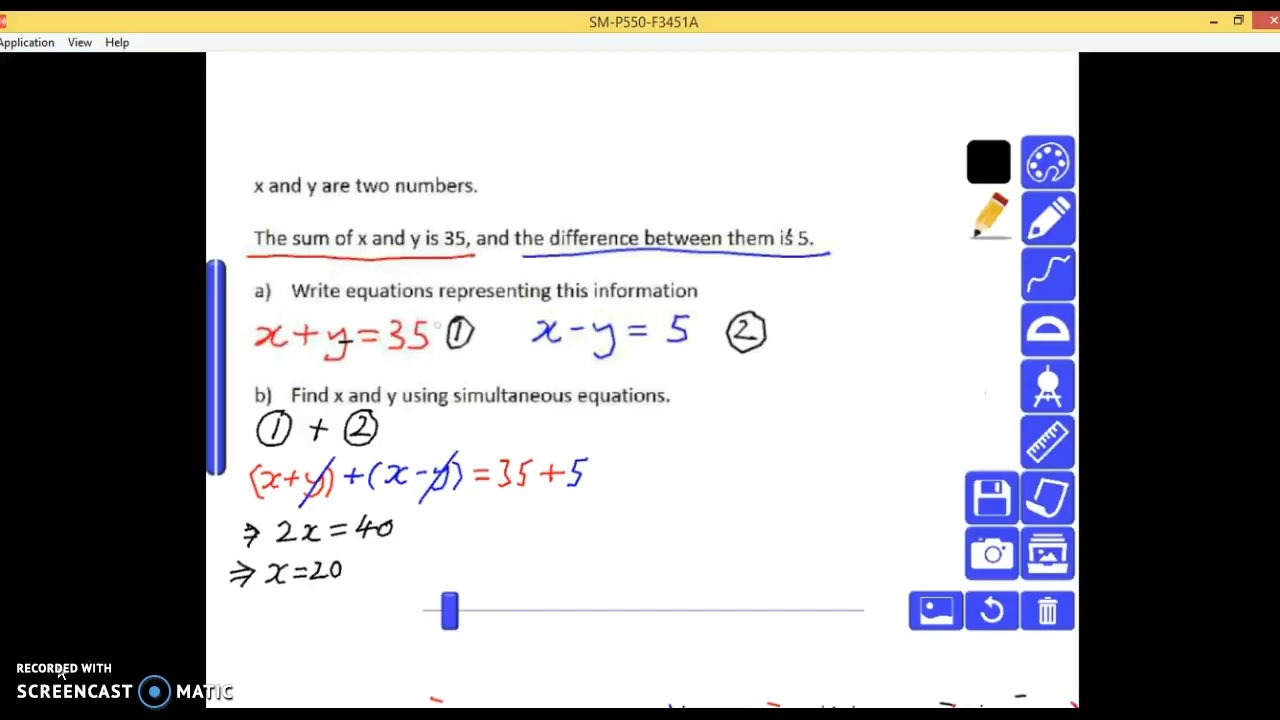 SM-P550-F3451A
Application View Help
x and y are two numbers.
The sum of x and y is 35, and the difference between them is 5.
a) Write equations representing this information
x+y=35 ① x-y=5 ②
b) Find x and y using simultaneous equations.
① + ②
(x+y)+(x-y)=35+5
⇒ 2x=40
⇒ x=20
RECORDED WITH
SCREENCAST MATIC